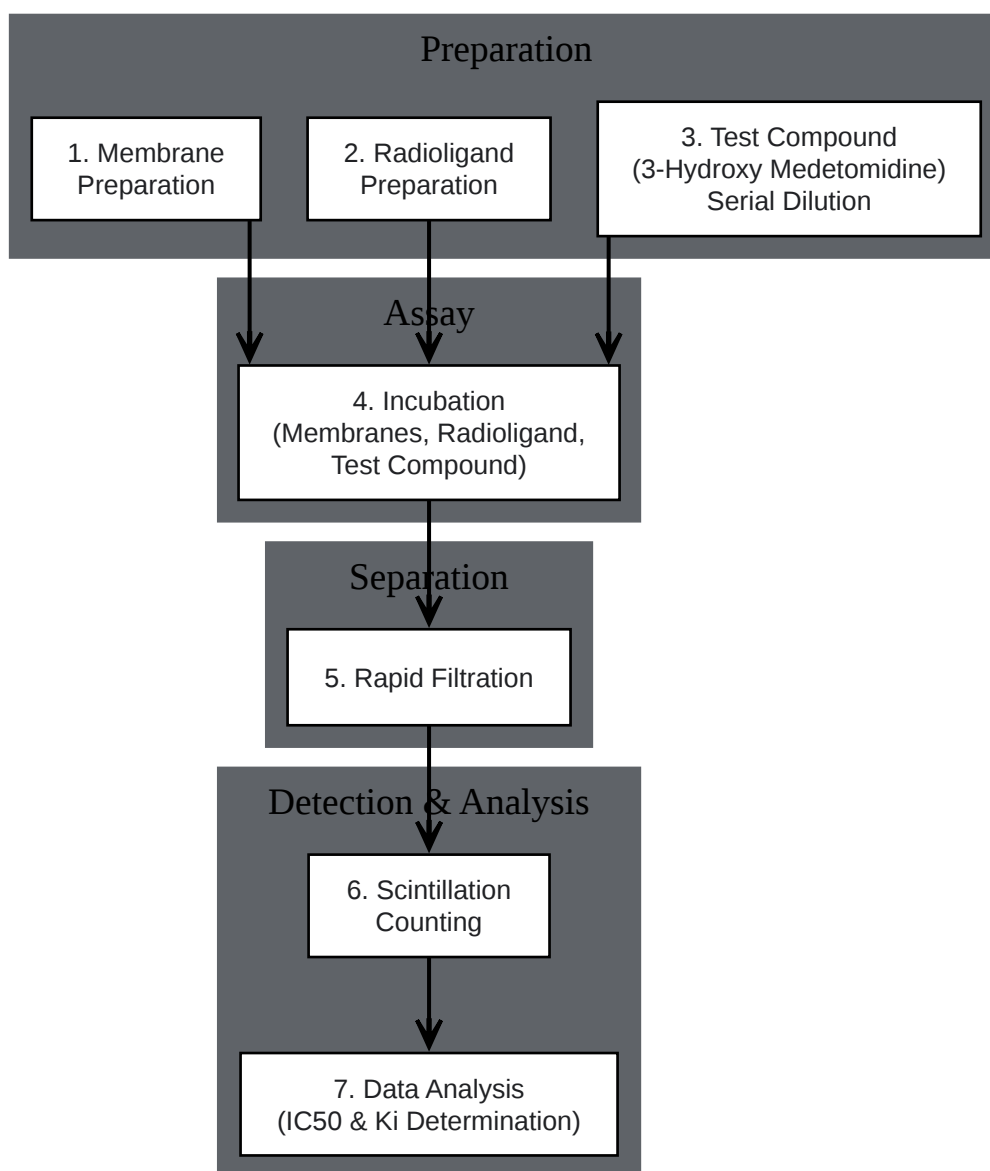 Preparation
1. Membrane
Preparation
2. Radioligand
Preparation
3. Test Compound
(3-Hydroxy Medetomidine)
Serial Dilution
Assay
4. Incubation
(Membranes, Radioligand,
Test Compound)
Separation
5. Rapid Filtration
Detection & Analysis
6. Scintillation
Counting
7. Data Analysis
(IC50 & Ki Determination)